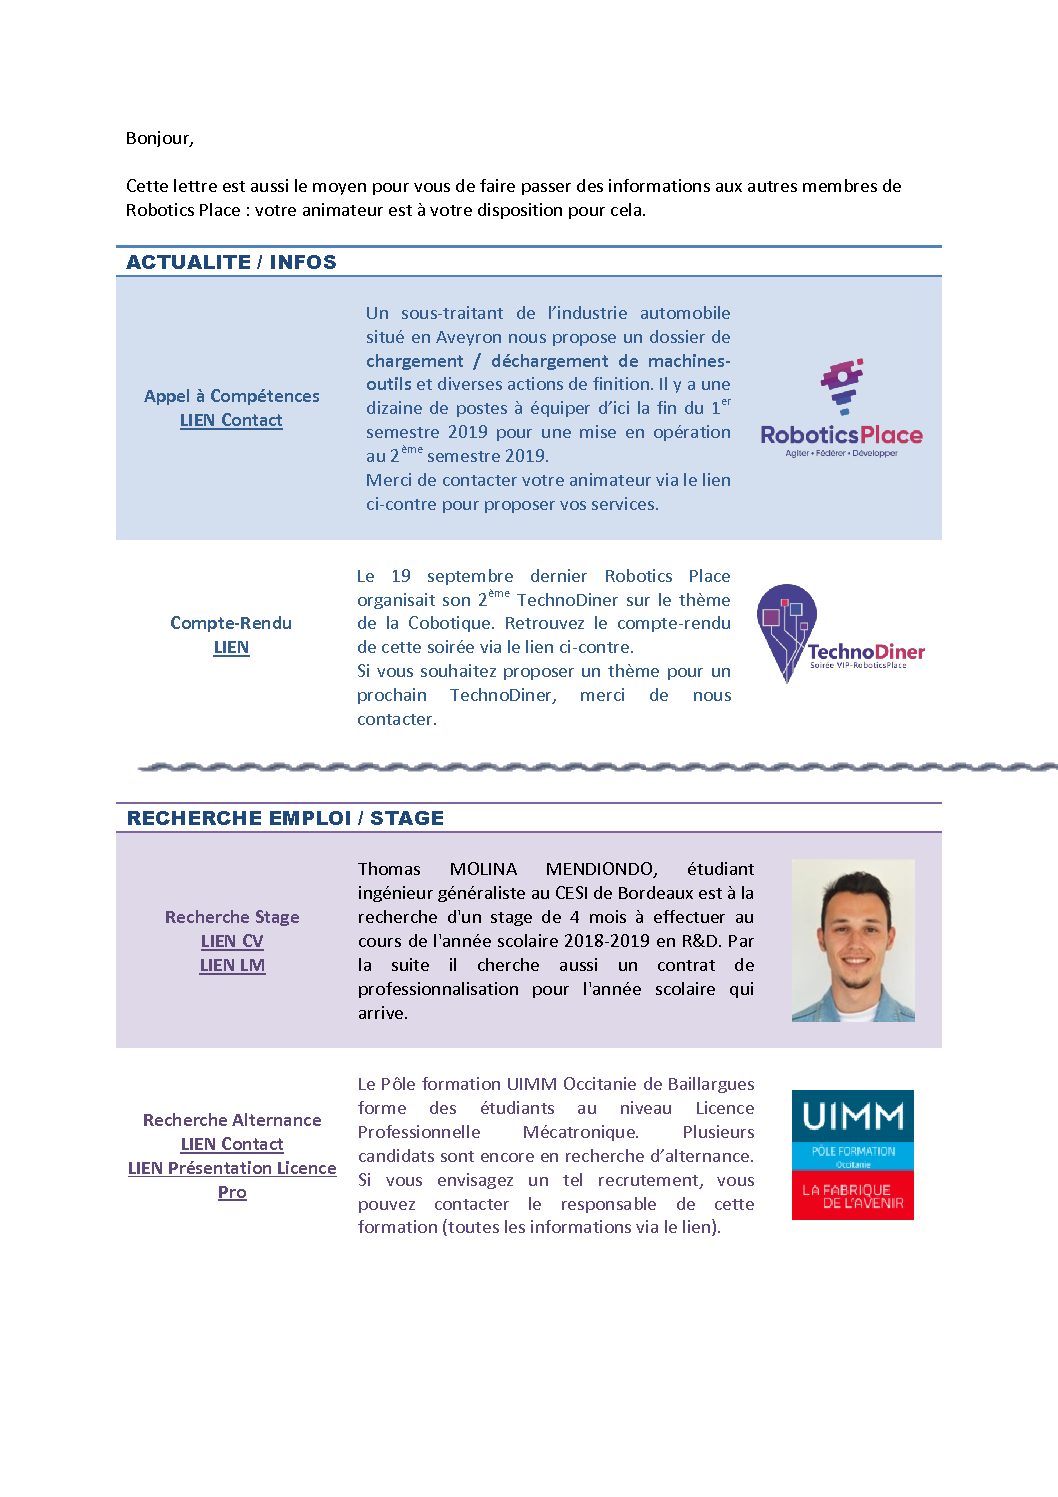 Bonjour,
Cette lettre est aussi le moyen pour vous de faire passer des informations aux autres membres de
Robotics Place : votre animateur est à votre disposition pour cela.
ACTUALITE / INFOS
Appel à Compétences
LIEN Contact
Un sous-traitant de l’industrie automobile
situé en Aveyron nous propose un dossier de
chargement / déchargement de machines-
outils et diverses actions de finition. Il y a une
dizaine de postes à équiper d’ici la fin du 1er
semestre 2019 pour une mise en opération
au 2ème semestre 2019.
Merci de contacter votre animateur via le lien
ci-contre pour proposer vos services.
RoboticsPlace
Agiter • Fédérer • Développer
Compte-Rendu
LIEN
Le 19 septembre dernier Robotics Place
organisait son 2ème TechnoDiner sur le thème
de la Cobotique. Retrouvez le compte-rendu
de cette soirée via le lien ci-contre.
Si vous souhaitez proposer un thème pour un
prochain TechnoDiner, merci de nous
contacter.
TechnoDiner
Soirée VIP-RoboticsPlace
RECHERCHE EMPLOI / STAGE
Recherche Stage
LIEN CV
LIEN LM
Thomas MOLINA MENDIONDO, étudiant
ingénieur généraliste au CESI de Bordeaux est à la
recherche d'un stage de 4 mois à effectuer au
cours de l'année scolaire 2018-2019 en R&D. Par
la suite il cherche aussi un contrat de
professionnalisation pour l'année scolaire qui
arrive.
Recherche Alternance
LIEN Contact
LIEN Présentation Licence
Pro
Le Pôle formation UIMM Occitanie de Baillargues
forme des étudiants au niveau Licence
Professionnelle Mécatronique. Plusieurs
candidats sont encore en recherche d’alternance.
Si vous envisagez un tel recrutement, vous
pouvez contacter le responsable de cette
formation (toutes les informations via le lien).
UIMM
PÔLE FORMATION
Occitanie
LA FABRIQUE
DE L'AVENIR